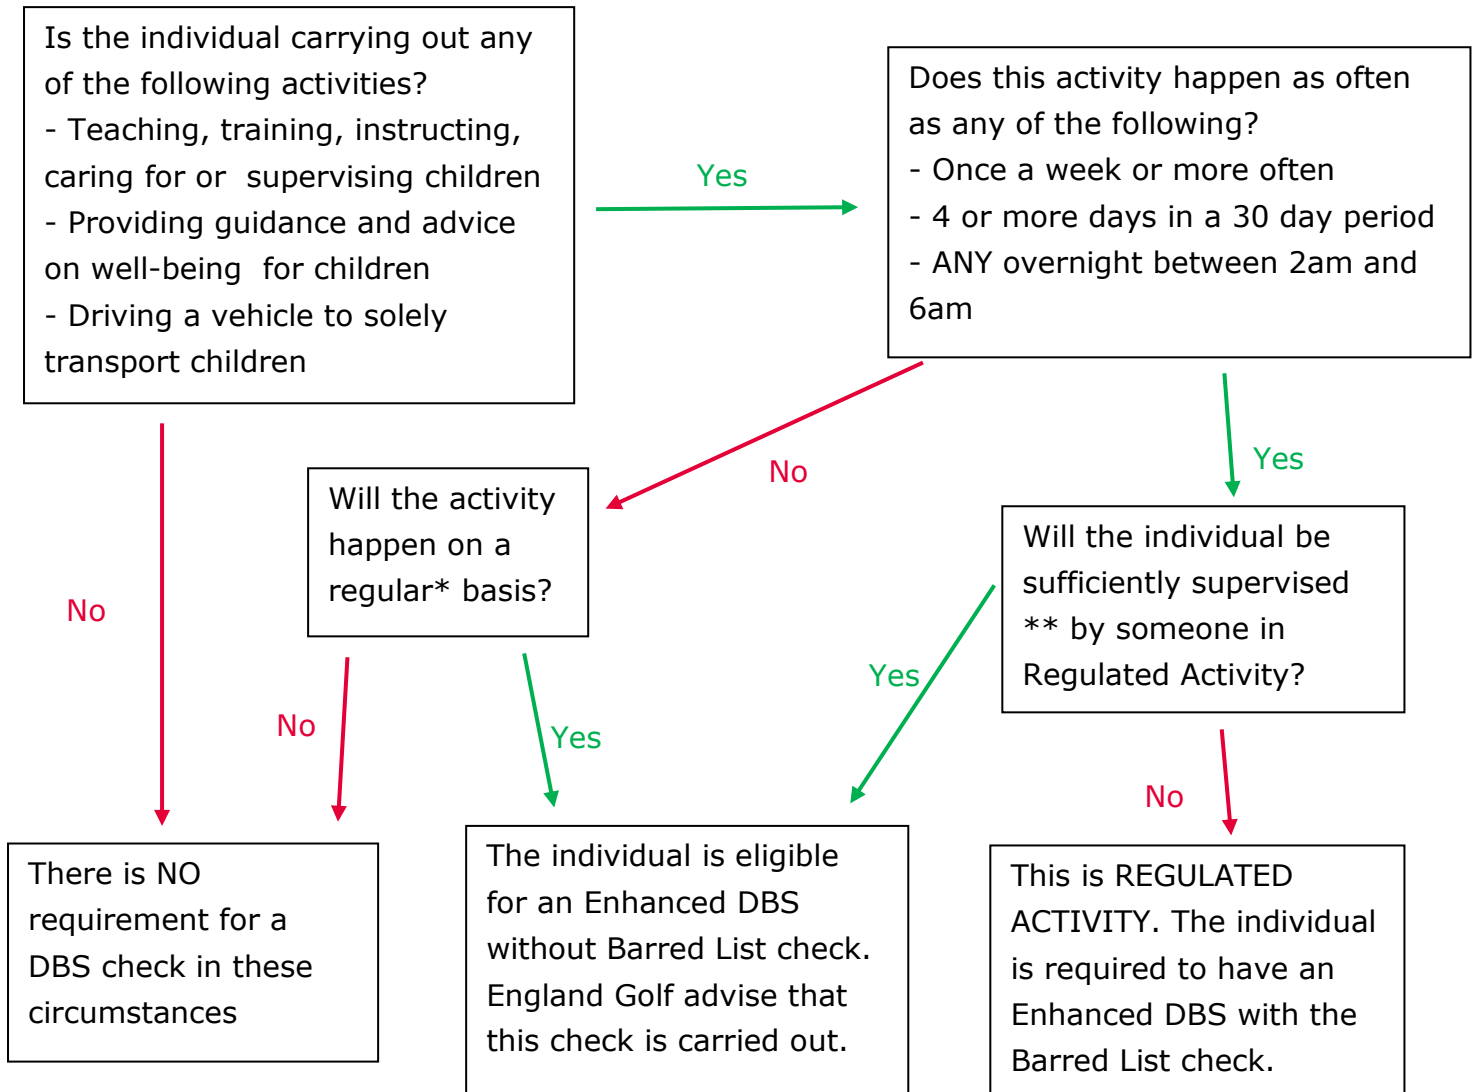 Is the individual carrying out any
of the following activities?
- Teaching, training, instructing,
caring for or  supervising children
- Providing guidance and advice
on well-being  for children
- Driving a vehicle to solely
transport children
Yes
Does this activity happen as often
as any of the following?
- Once a week or more often
- 4 or more days in a 30 day period
- ANY overnight between 2am and
6am
No
No
Yes
Will the activity
happen on a
regular* basis?
Will the individual be
sufficiently supervised
** by someone in
Regulated Activity?
No
Yes
Yes
No
There is NO
requirement for a
DBS check in these
circumstances
The individual is eligible
for an Enhanced DBS
without Barred List check.
England Golf advise that
this check is carried out.
This is REGULATED
ACTIVITY. The individual
is required to have an
Enhanced DBS with the
Barred List check.